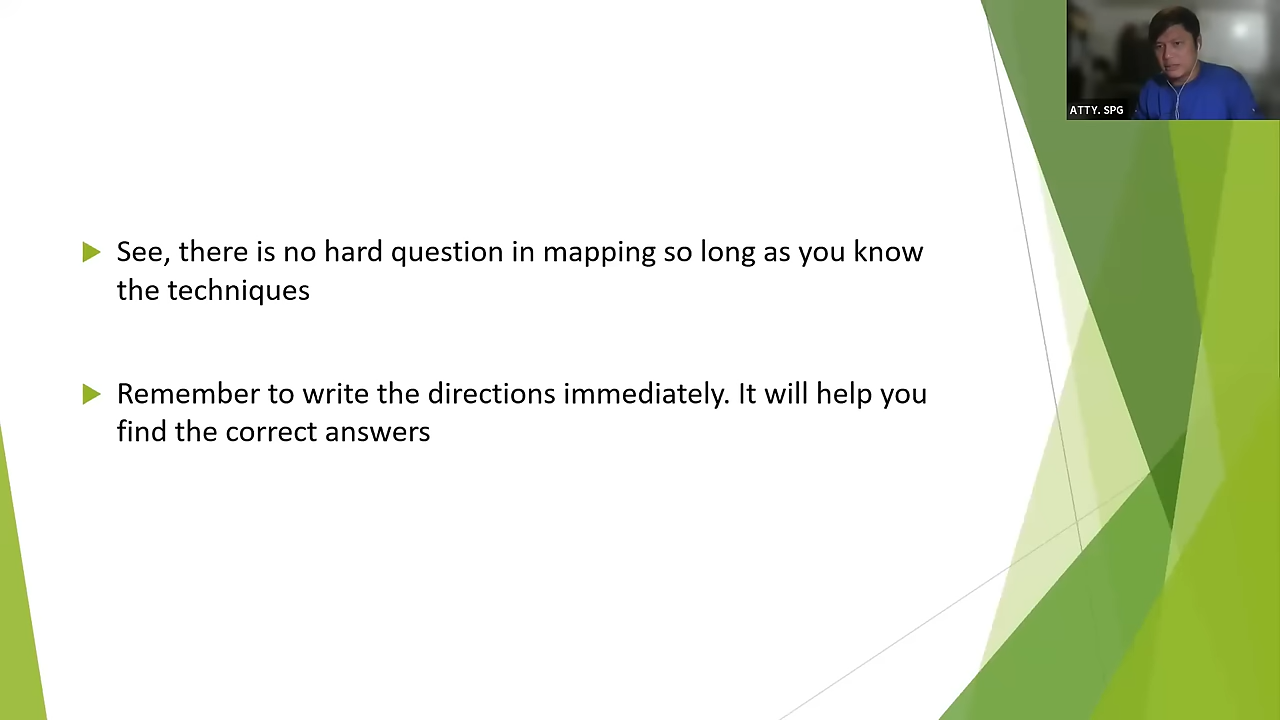 ATTY. SPG
See, there is no hard question in mapping so long as you know
the techniques
Remember to write the directions immediately. It will help you
find the correct answers